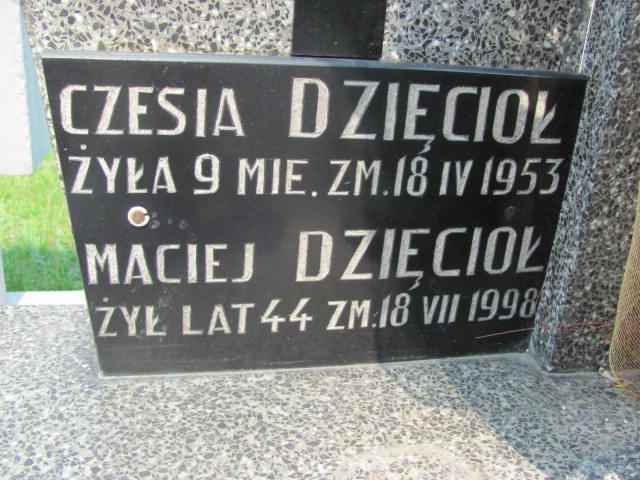 CZESIA DZIĘCIOŁ
ŻYŁA 9 MIE. ZM. 18 IV 1953
MACIEJ DZIĘCIOŁ
ŻYŁ LAT 44 ZM. 18 VII 1998